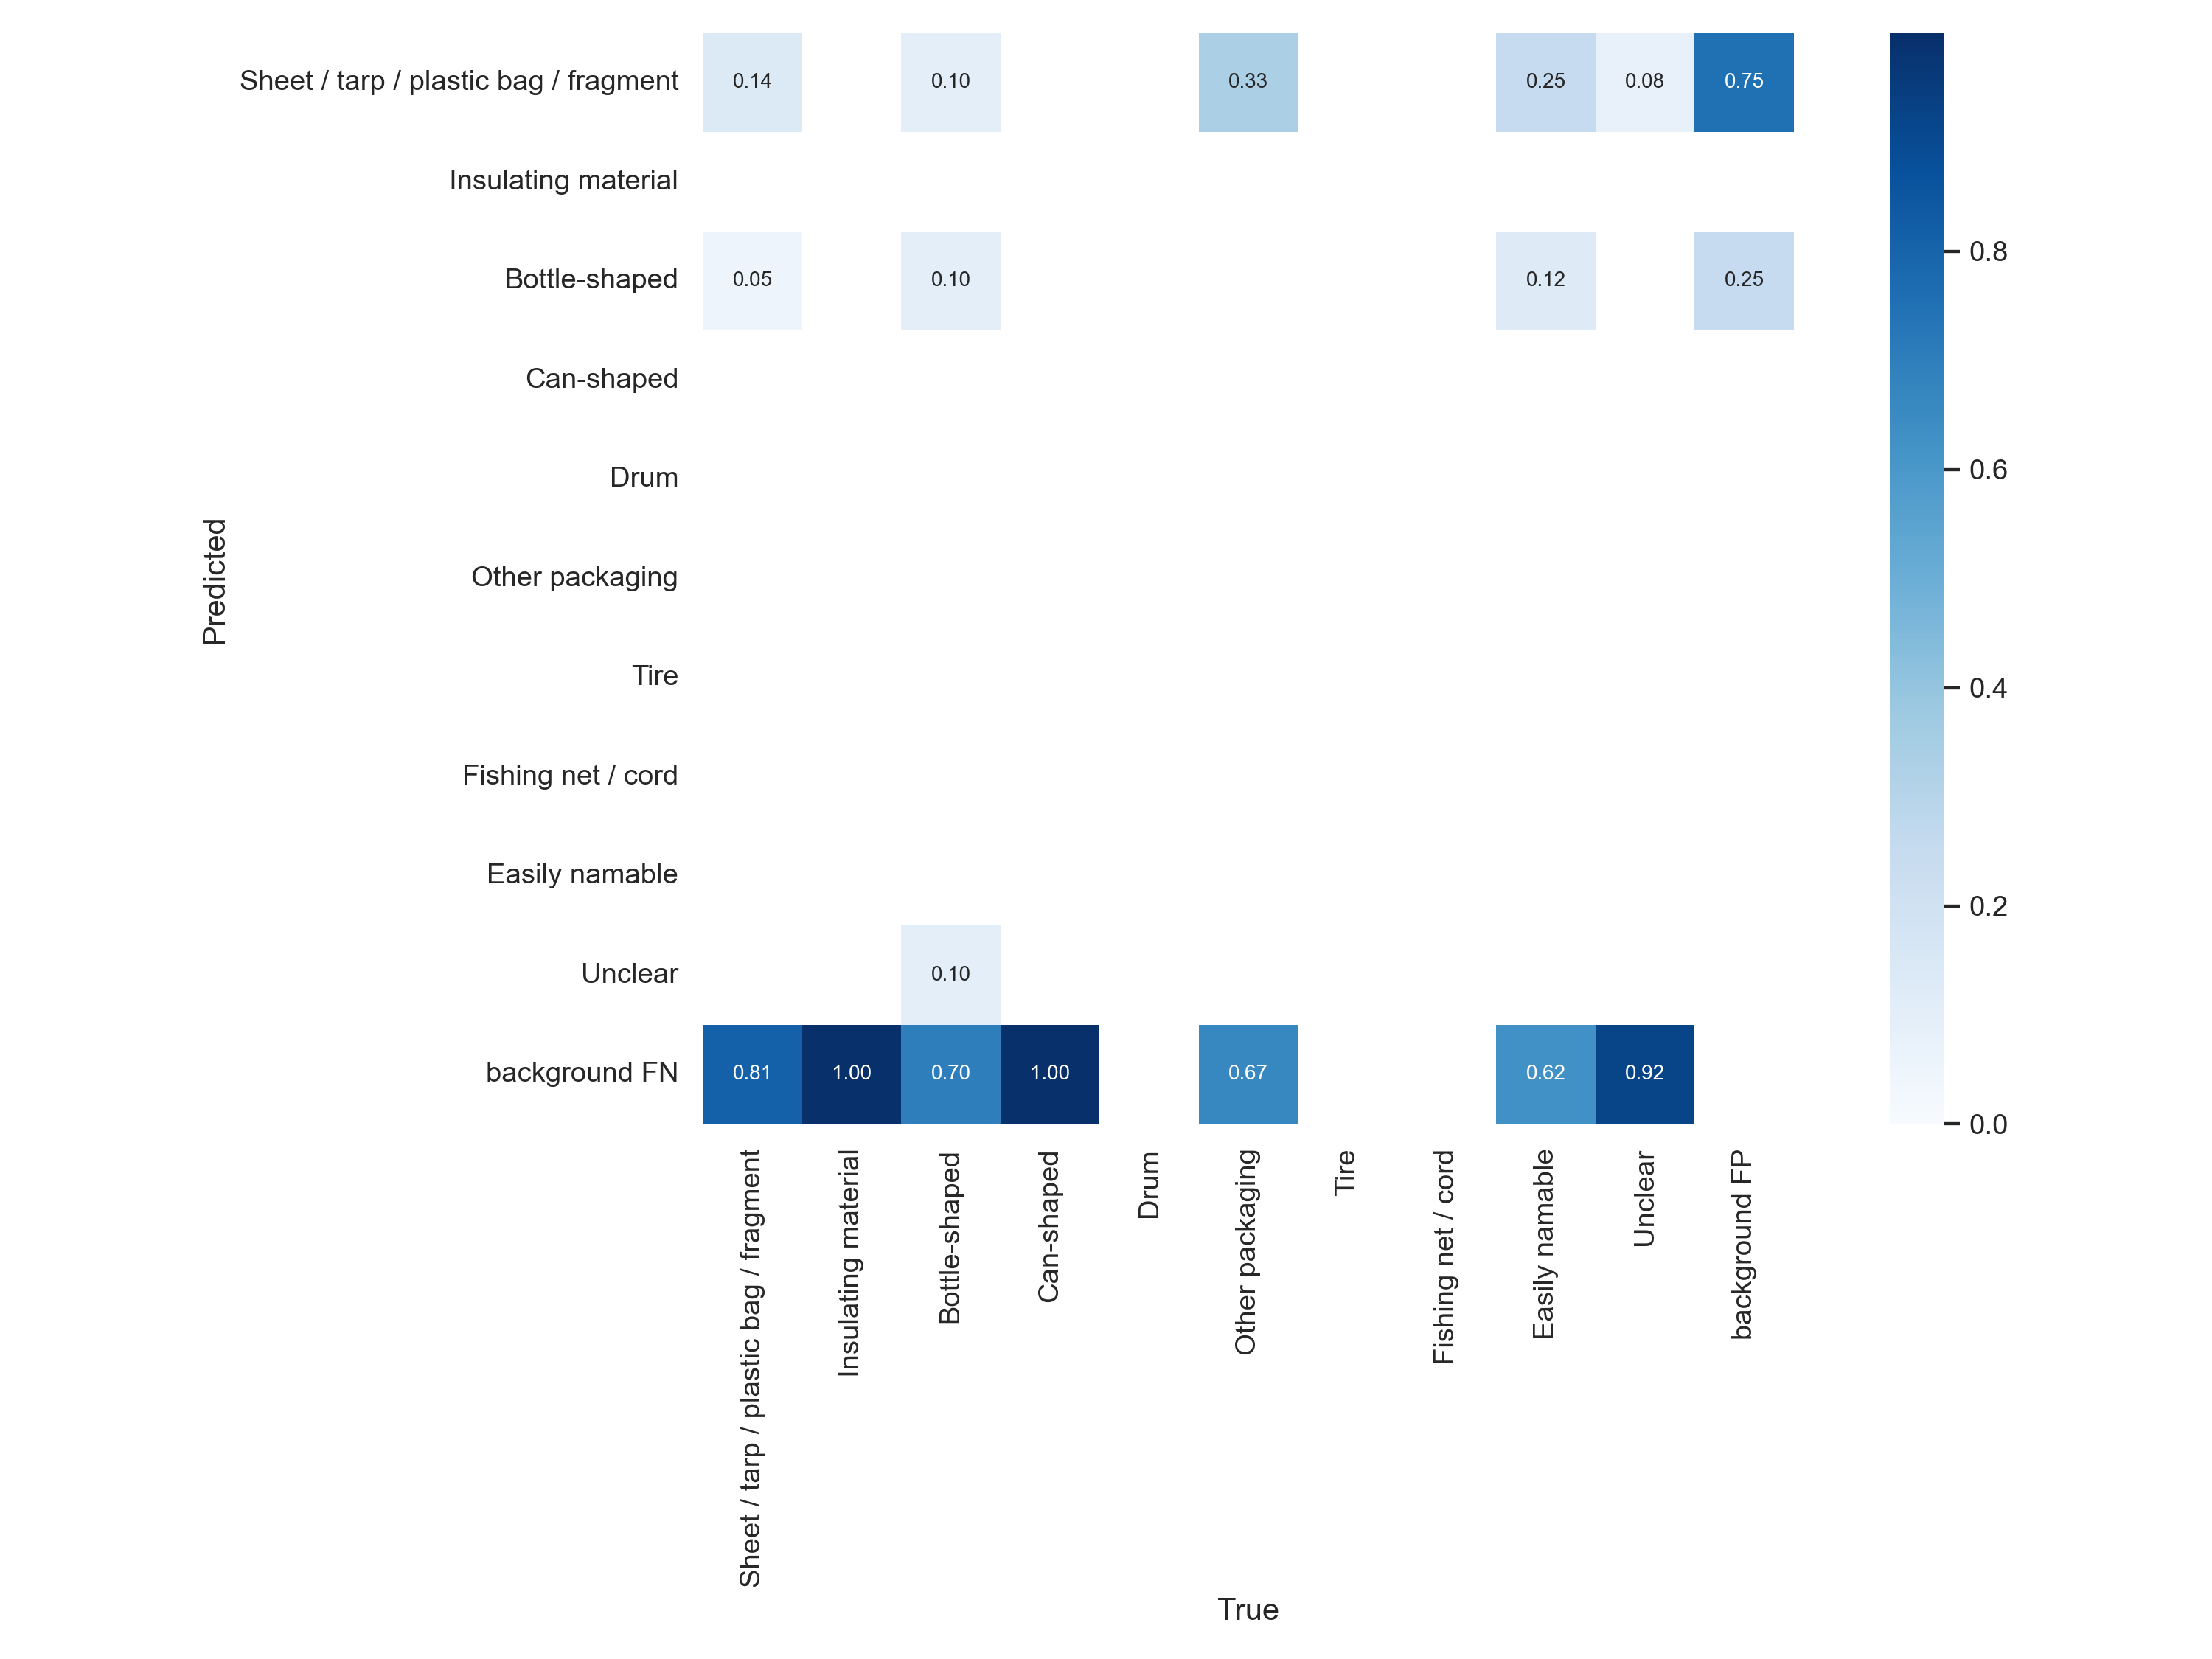 Sheet / tarp / plastic bag / fragment
0.14
0.10
0.33
0.25
0.08
0.75
Insulating material
Bottle-shaped
0.05
0.10
0.12
0.25
Can-shaped
Drum
Other packaging
Tire
Fishing net / cord
Easily namable
Unclear
0.10
background FN
0.81
1.00
0.70
1.00
0.67
0.62
0.92
Predicted
Sheet / tarp / plastic bag / fragment
Insulating material
Bottle-shaped
Can-shaped
Drum
Other packaging
Tire
Fishing net / cord
Easily namable
Unclear
background FP
True
0.8
0.6
0.4
0.2
0.0